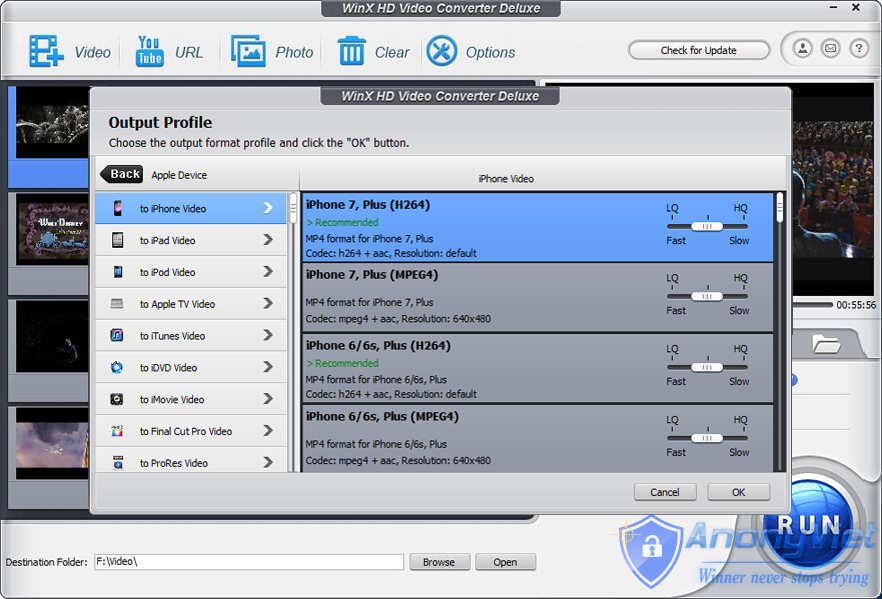 WinX HD Video Converter Deluxe
Video
You
Tube
URL
Photo
Clear
Options
Check for Update
?
WinX HD Video Converter Deluxe
Output Profile
Choose the output format profile and click the "OK" button.
Back
Apple Device
iPhone Video
to iPhone Video
to iPad Video
to iPod Video
to Apple TV Video
to iTunes Video
to iDVD Video
to iMovie Video
to Final Cut Pro Video
to ProRes Video
iPhone 7, Plus (H264)
> Recommended
MP4 format for iPhone 7, Plus
Codec: h264 + aac, Resolution: default
LQ HQ
Fast Slow
iPhone 7, Plus (MPEG4)
MP4 format for iPhone 7, Plus
Codec: mpeg4 + aac, Resolution: 640x480
LQ HQ
Fast Slow
iPhone 6/6s, Plus (H264)
> Recommended
MP4 format for iPhone 6/6s, Plus
Codec: h264 + aac, Resolution: default
LQ HQ
Fast Slow
iPhone 6/6s, Plus (MPEG4)
MP4 format for iPhone 6/6s, Plus
Codec: mpeg4 + aac, Resolution: 640x480
LQ HQ
Fast Slow
Cancel
OK
WALT DISNEY
00:55:56
RUN
Destination Folder:
F:\Video\
Browse
Open
AnonyViet
Winner never stops trying